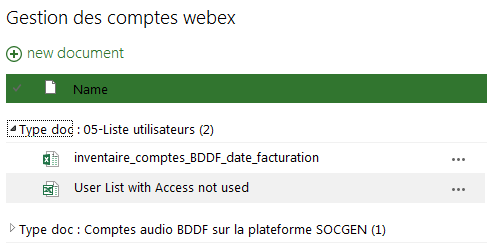 Gestion des comptes webex
new document
Name
Type doc : 05-Liste utilisateurs (2)
inventaire_comptes_BDDF_date_facturation
User List with Access not used
Type doc : Comptes audio BDDF sur la plateforme SOCGEN (1)